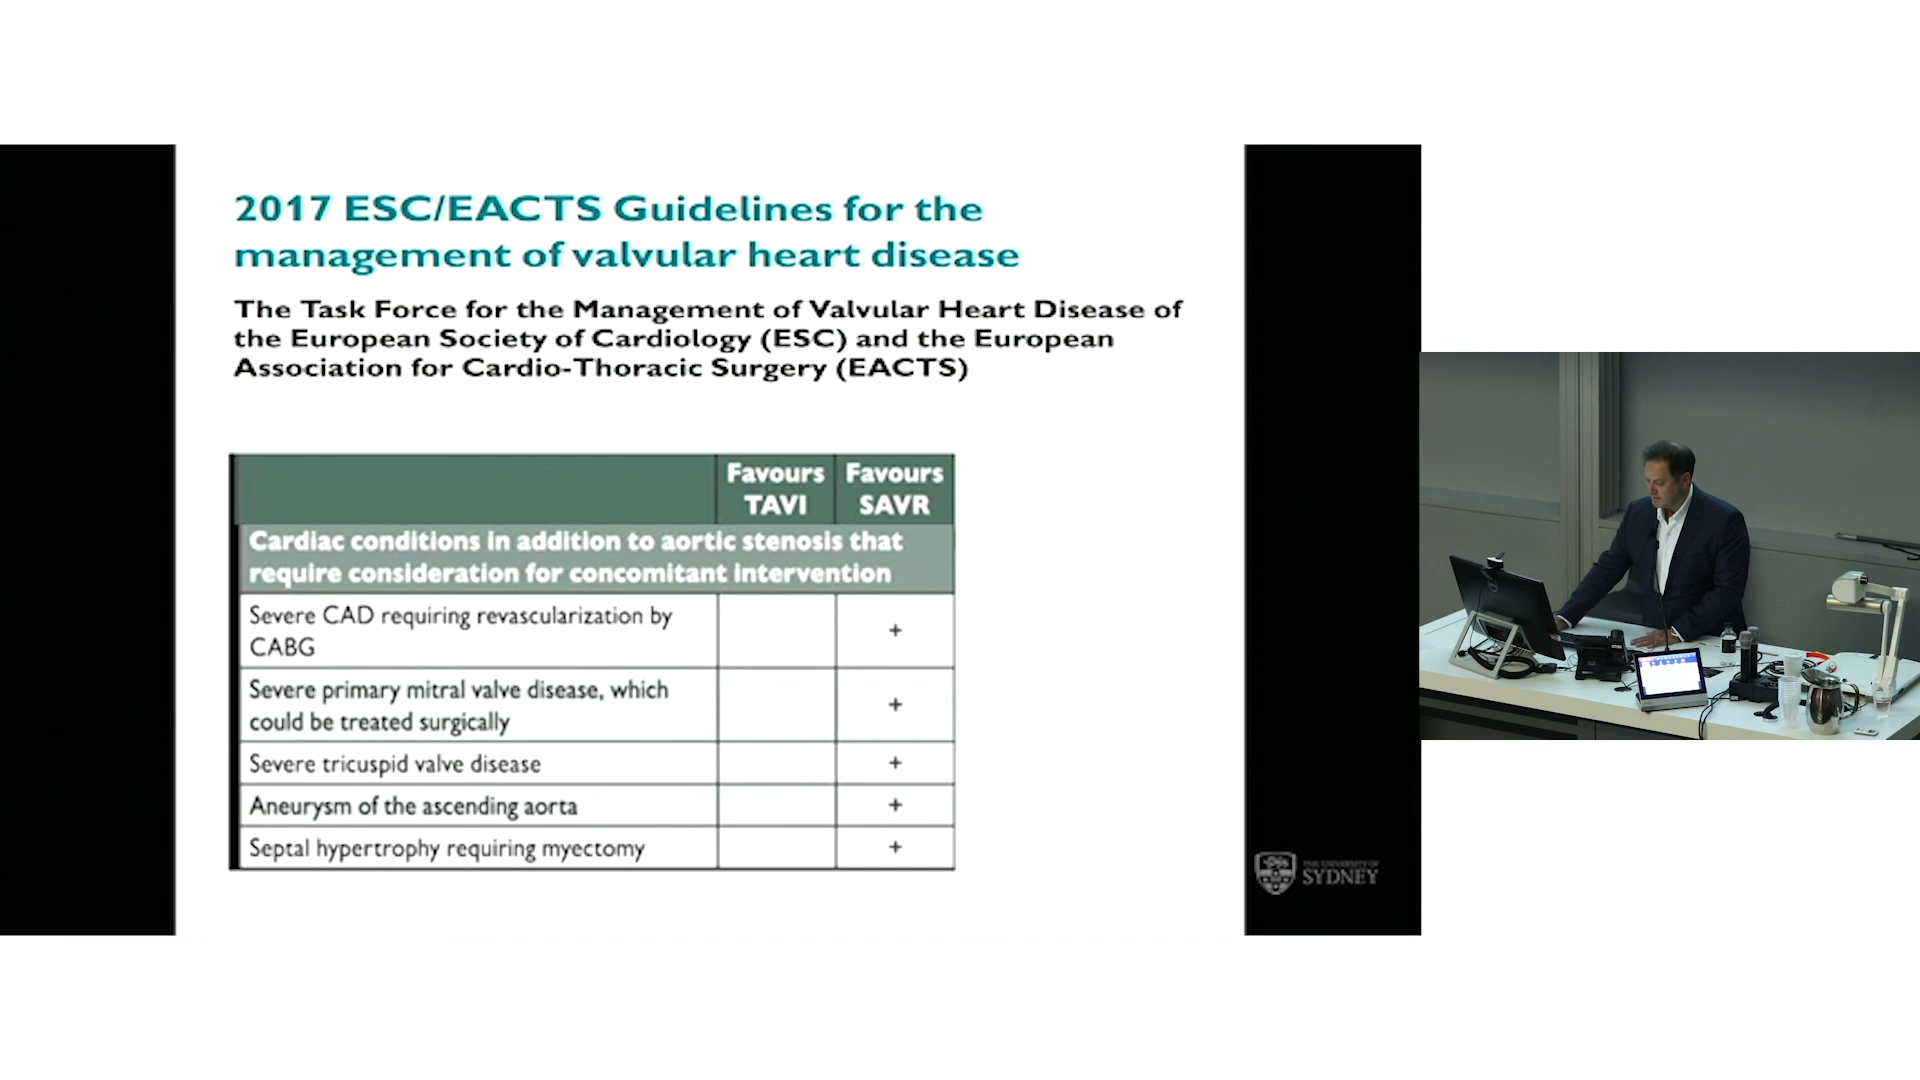 2017 ESC/EACTS Guidelines for the
management of valvular heart disease
The Task Force for the Management of Valvular Heart Disease of
the European Society of Cardiology (ESC) and the European
Association for Cardio-Thoracic Surgery (EACTS)
Favours TAVI
Favours SAVR
Cardiac conditions in addition to aortic stenosis that
require consideration for concomitant intervention
Severe CAD requiring revascularization by
CABG
+
Severe primary mitral valve disease, which
could be treated surgically
+
Severe tricuspid valve disease +
Aneurysm of the ascending aorta +
Septal hypertrophy requiring myectomy +
THE UNIVERSITY OF
SYDNEY